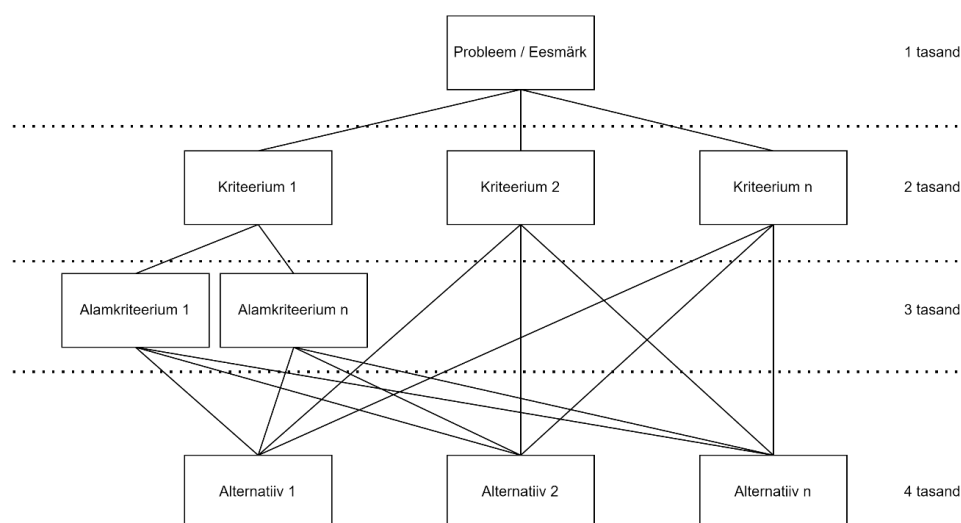 Probleem / Eesmärk
1 tasand
Kriteerium 1
Kriteerium 2
Kriteerium n
2 tasand
Alamkriteerium 1
Alamkriteerium n
3 tasand
Alternatiiv 1
Alternatiiv 2
Alternatiiv n
4 tasand